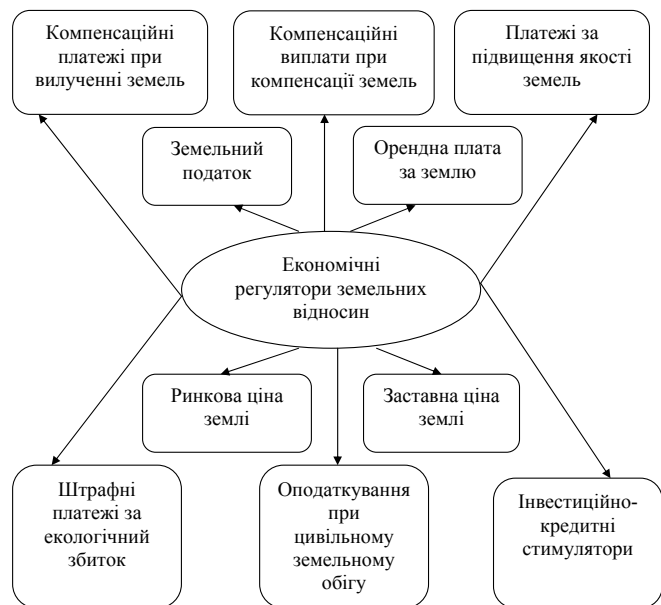 Компенсаційні
платежі при
вилученні земель
Компенсаційні
виплати при
компенсації земель
Платежі за
підвищення якості
земель
Земельний
податок
Орендна плата
за землю
Економічні
регулятори земельних
відносин
Ринкова ціна
землі
Заставна ціна
землі
Штрафні
платежі за
екологічний
збиток
Оподаткування
при
цивільному
земельному
обігу
Інвестиційно-
кредитні
стимулятори